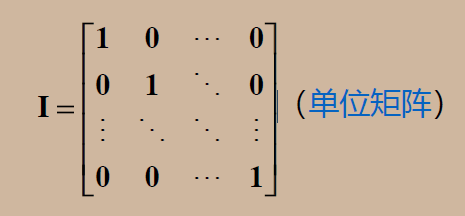 1 0 ⋯ 0
0 1 ⋱ 0
I = （单位矩阵）
⋮ ⋱ ⋱ ⋮
0 0 ⋯ 1